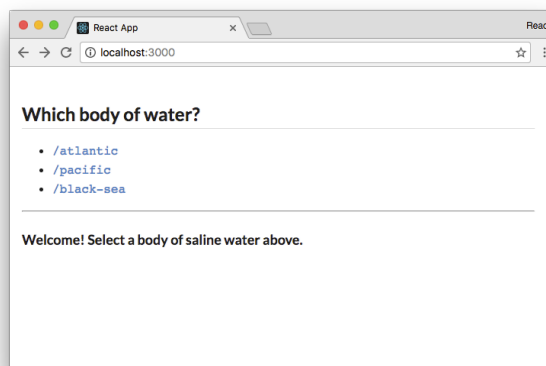 React App
Reac
localhost:3000
Which body of water?
/atlantic
/pacific
/black-sea
Welcome! Select a body of saline water above.